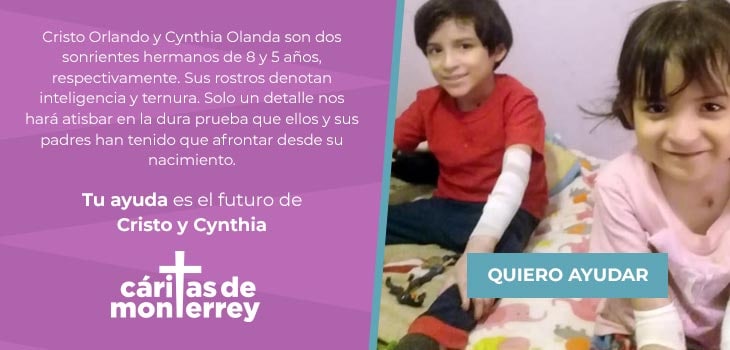 Cristo Orlando y Cynthia Olanda son dos
sonrientes hermanos de 8 y 5 años,
respectivamente. Sus rostros denotan
inteligencia y ternura. Solo un detalle nos
hará atisbar en la dura prueba que ellos y sus
padres han tenido que afrontar desde su
nacimiento.
Tu ayuda es el futuro de
Cristo y Cynthia
cáritas de
monterrey
QUIERO AYUDAR